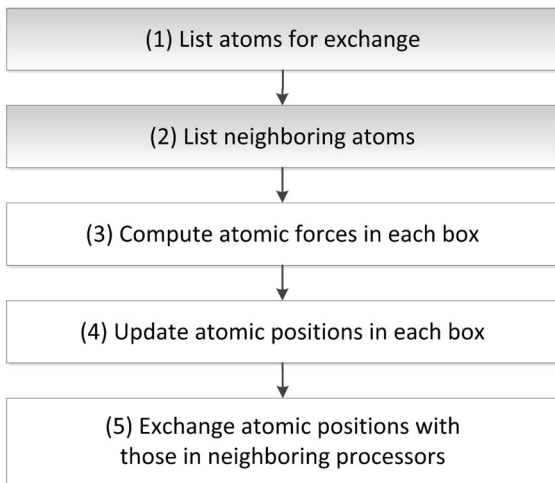 (1) List atoms for exchange
(2) List neighboring atoms
(3) Compute atomic forces in each box
(4) Update atomic positions in each box
(5) Exchange atomic positions with
those in neighboring processors